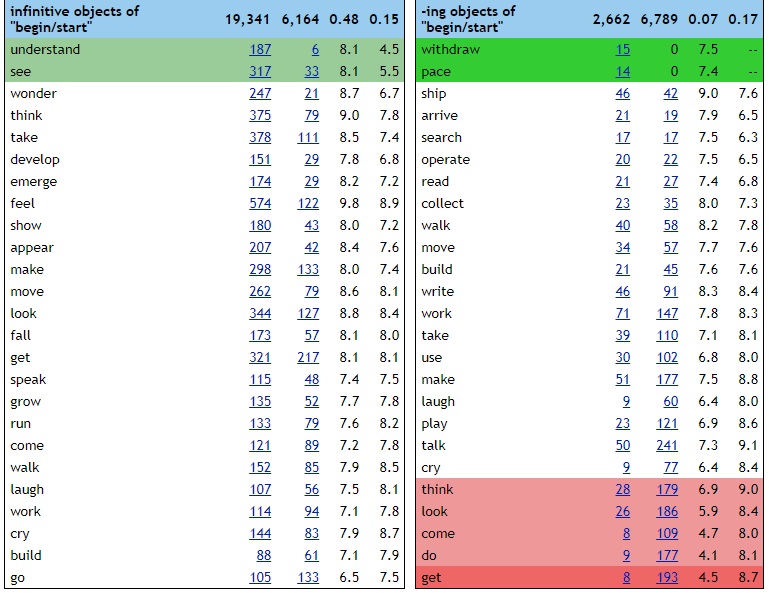 infinitive objects of
"begin/start" 19,341 6,164 0.48 0.15
understand 187 6 8.1 4.5
see 317 33 8.1 5.5
wonder 247 21 8.7 6.7
think 375 79 9.0 7.8
take 378 111 8.5 7.4
develop 151 29 7.8 6.8
emerge 174 29 8.2 7.2
feel 574 122 9.8 8.9
show 180 43 8.0 7.2
appear 207 42 8.4 7.6
make 298 133 8.0 7.4
move 262 79 8.6 8.1
look 344 127 8.8 8.4
fall 173 57 8.1 8.0
get 321 217 8.1 8.1
speak 115 48 7.4 7.5
grow 135 52 7.7 7.8
run 133 79 7.6 8.2
come 121 89 7.2 7.8
walk 152 85 7.9 8.5
laugh 107 56 7.5 8.1
work 114 94 7.1 7.8
cry 144 83 7.9 8.7
build 88 61 7.1 7.9
go 105 133 6.5 7.5
-ing objects of
"begin/start" 2,662 6,789 0.07 0.17
withdraw 15 0 7.5 --
pace 14 0 7.4 --
ship 46 42 9.0 7.6
arrive 21 19 7.9 6.5
search 17 17 7.5 6.3
operate 20 22 7.5 6.5
read 21 27 7.4 6.8
collect 23 35 8.0 7.3
walk 40 58 8.2 7.8
move 34 57 7.7 7.6
build 21 45 7.6 7.6
write 46 91 8.3 8.4
work 71 147 7.8 8.3
take 39 110 7.1 8.1
use 30 102 6.8 8.0
make 51 177 7.5 8.8
laugh 9 60 6.4 8.0
play 23 121 6.9 8.6
talk 50 241 7.3 9.1
cry 9 77 6.4 8.4
think 28 179 6.9 9.0
look 26 186 5.9 8.4
come 8 109 4.7 8.0
do 9 177 4.1 8.1
get 8 193 4.5 8.7